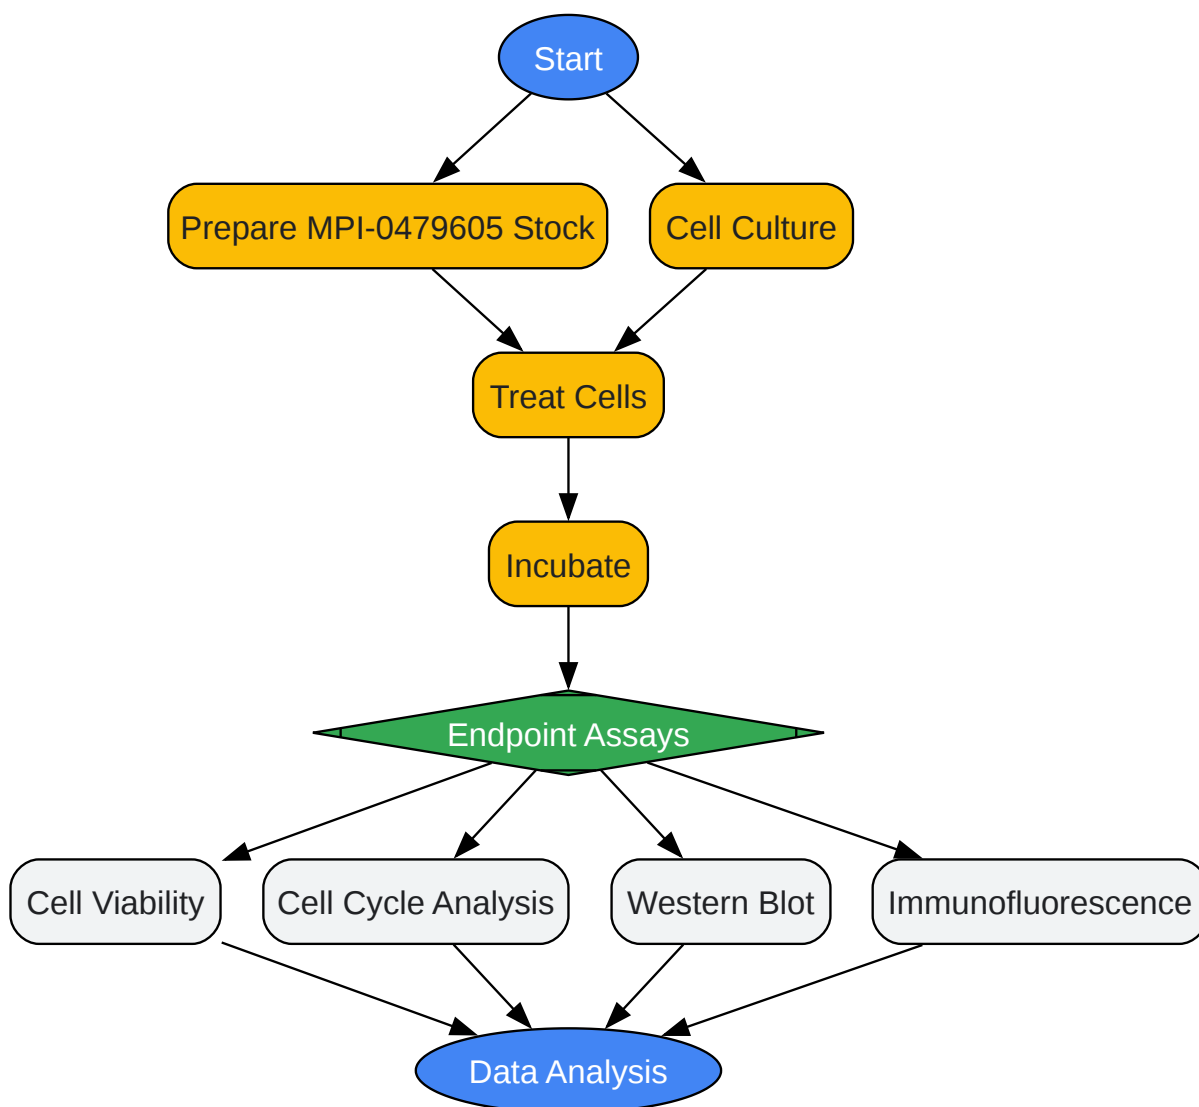 Start
Prepare MPI-0479605 Stock
Cell Culture
Treat Cells
Incubate
Endpoint Assays
Cell Viability
Cell Cycle Analysis
Western Blot
Immunofluorescence
Data Analysis